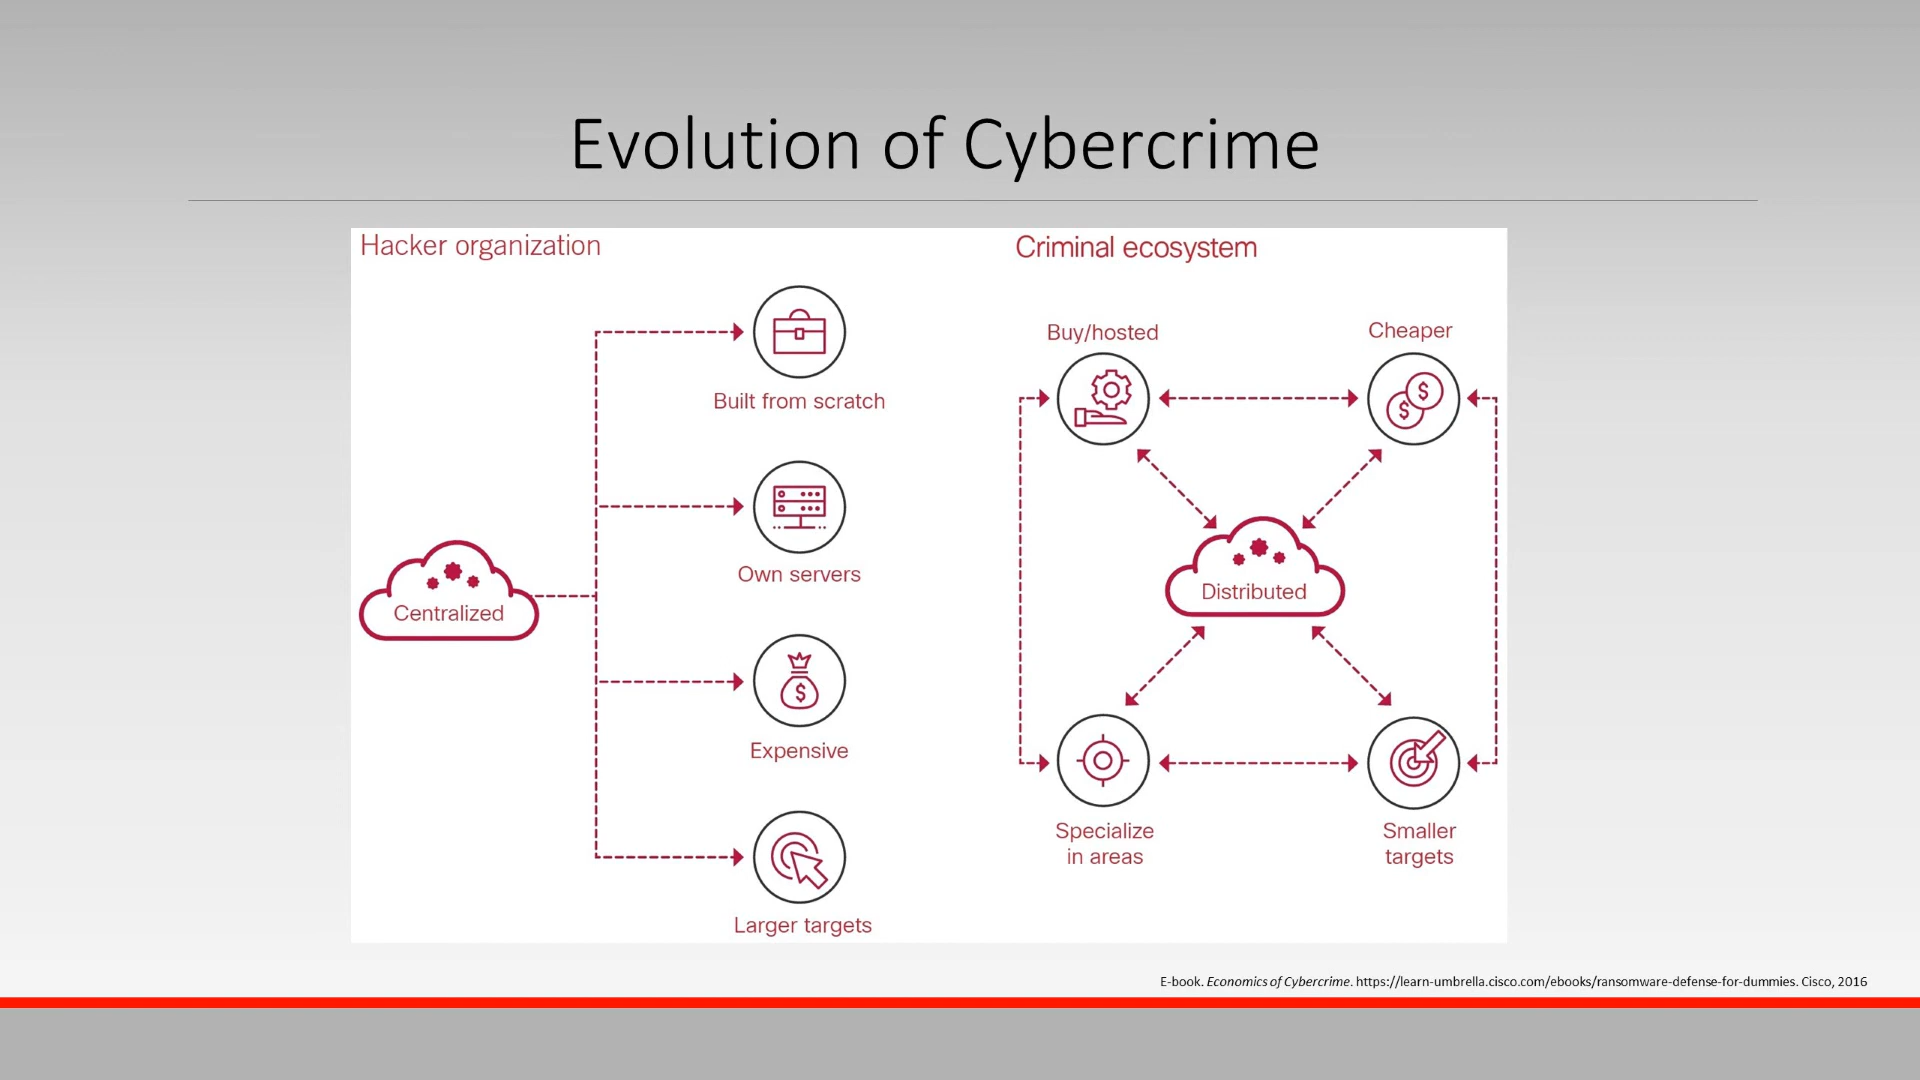 Evolution of Cybercrime
Hacker organization
Built from scratch
Own servers
Centralized
Expensive
Larger targets
Criminal ecosystem
Buy/hosted
Cheaper
$
$
Distributed
$
Specialize
in areas
Smaller
targets
E-book. Economics of Cybercrime. https://learn-umbrella.cisco.com/ebooks/ransomware-defense-for-dummies. Cisco, 2016